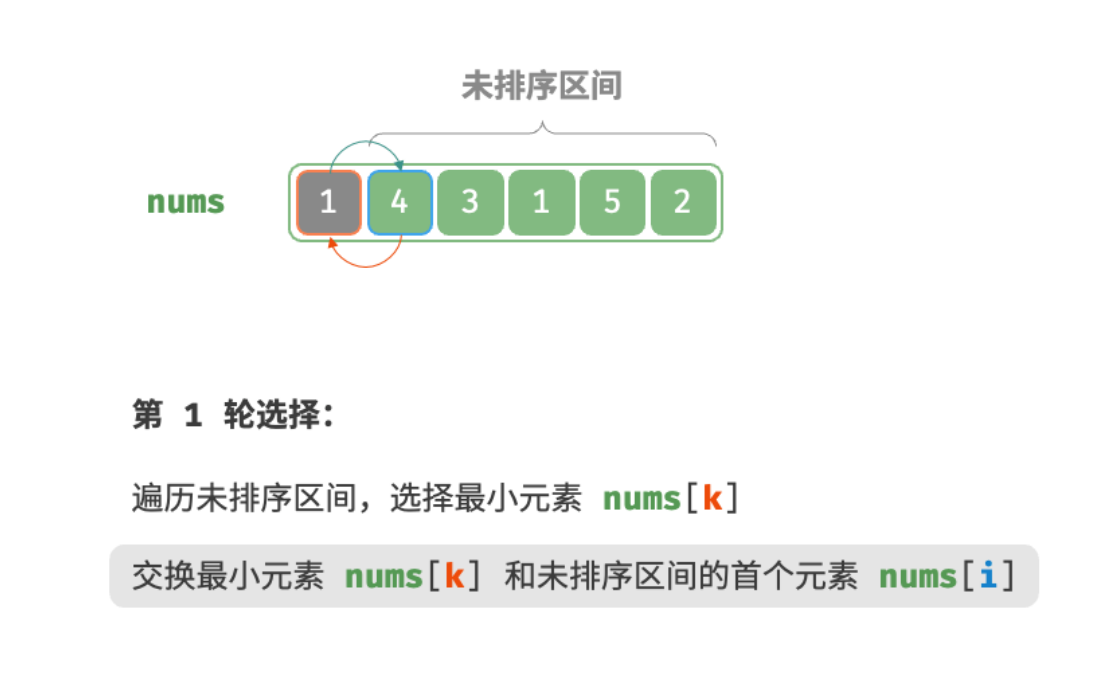 未排序区间
nums 1 4 3 1 5 2
第 1 轮选择：
遍历未排序区间，选择最小元素 nums[k]
交换最小元素 nums[k] 和未排序区间的首个元素 nums[i]